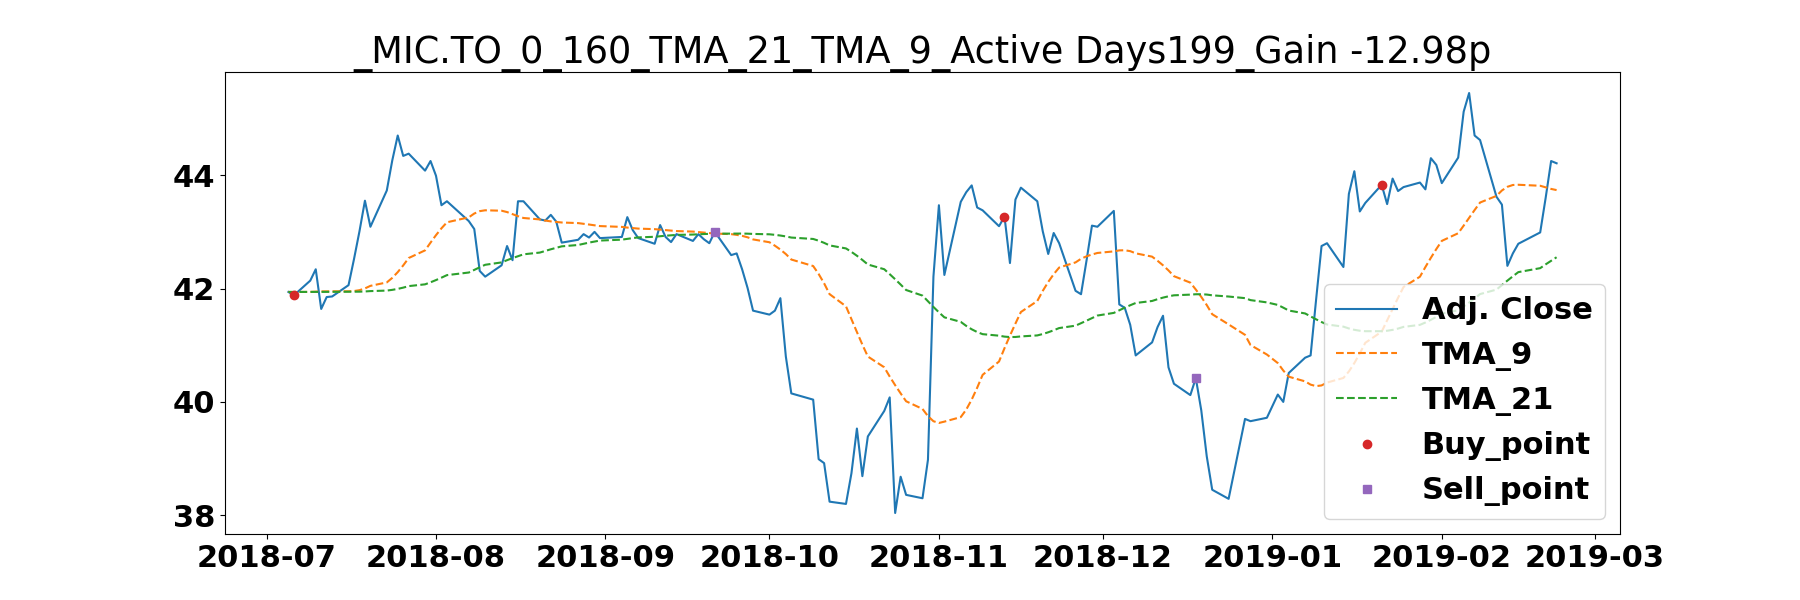 _MIC.TO_0_160_TMA_21_TMA_9_Active Days199_Gain -12.98p
44
42
40
38
2018-07 2018-08 2018-09 2018-10 2018-11 2018-12 2019-01 2019-02 2019-03
Adj. Close
TMA_9
TMA_21
Buy_point
Sell_point